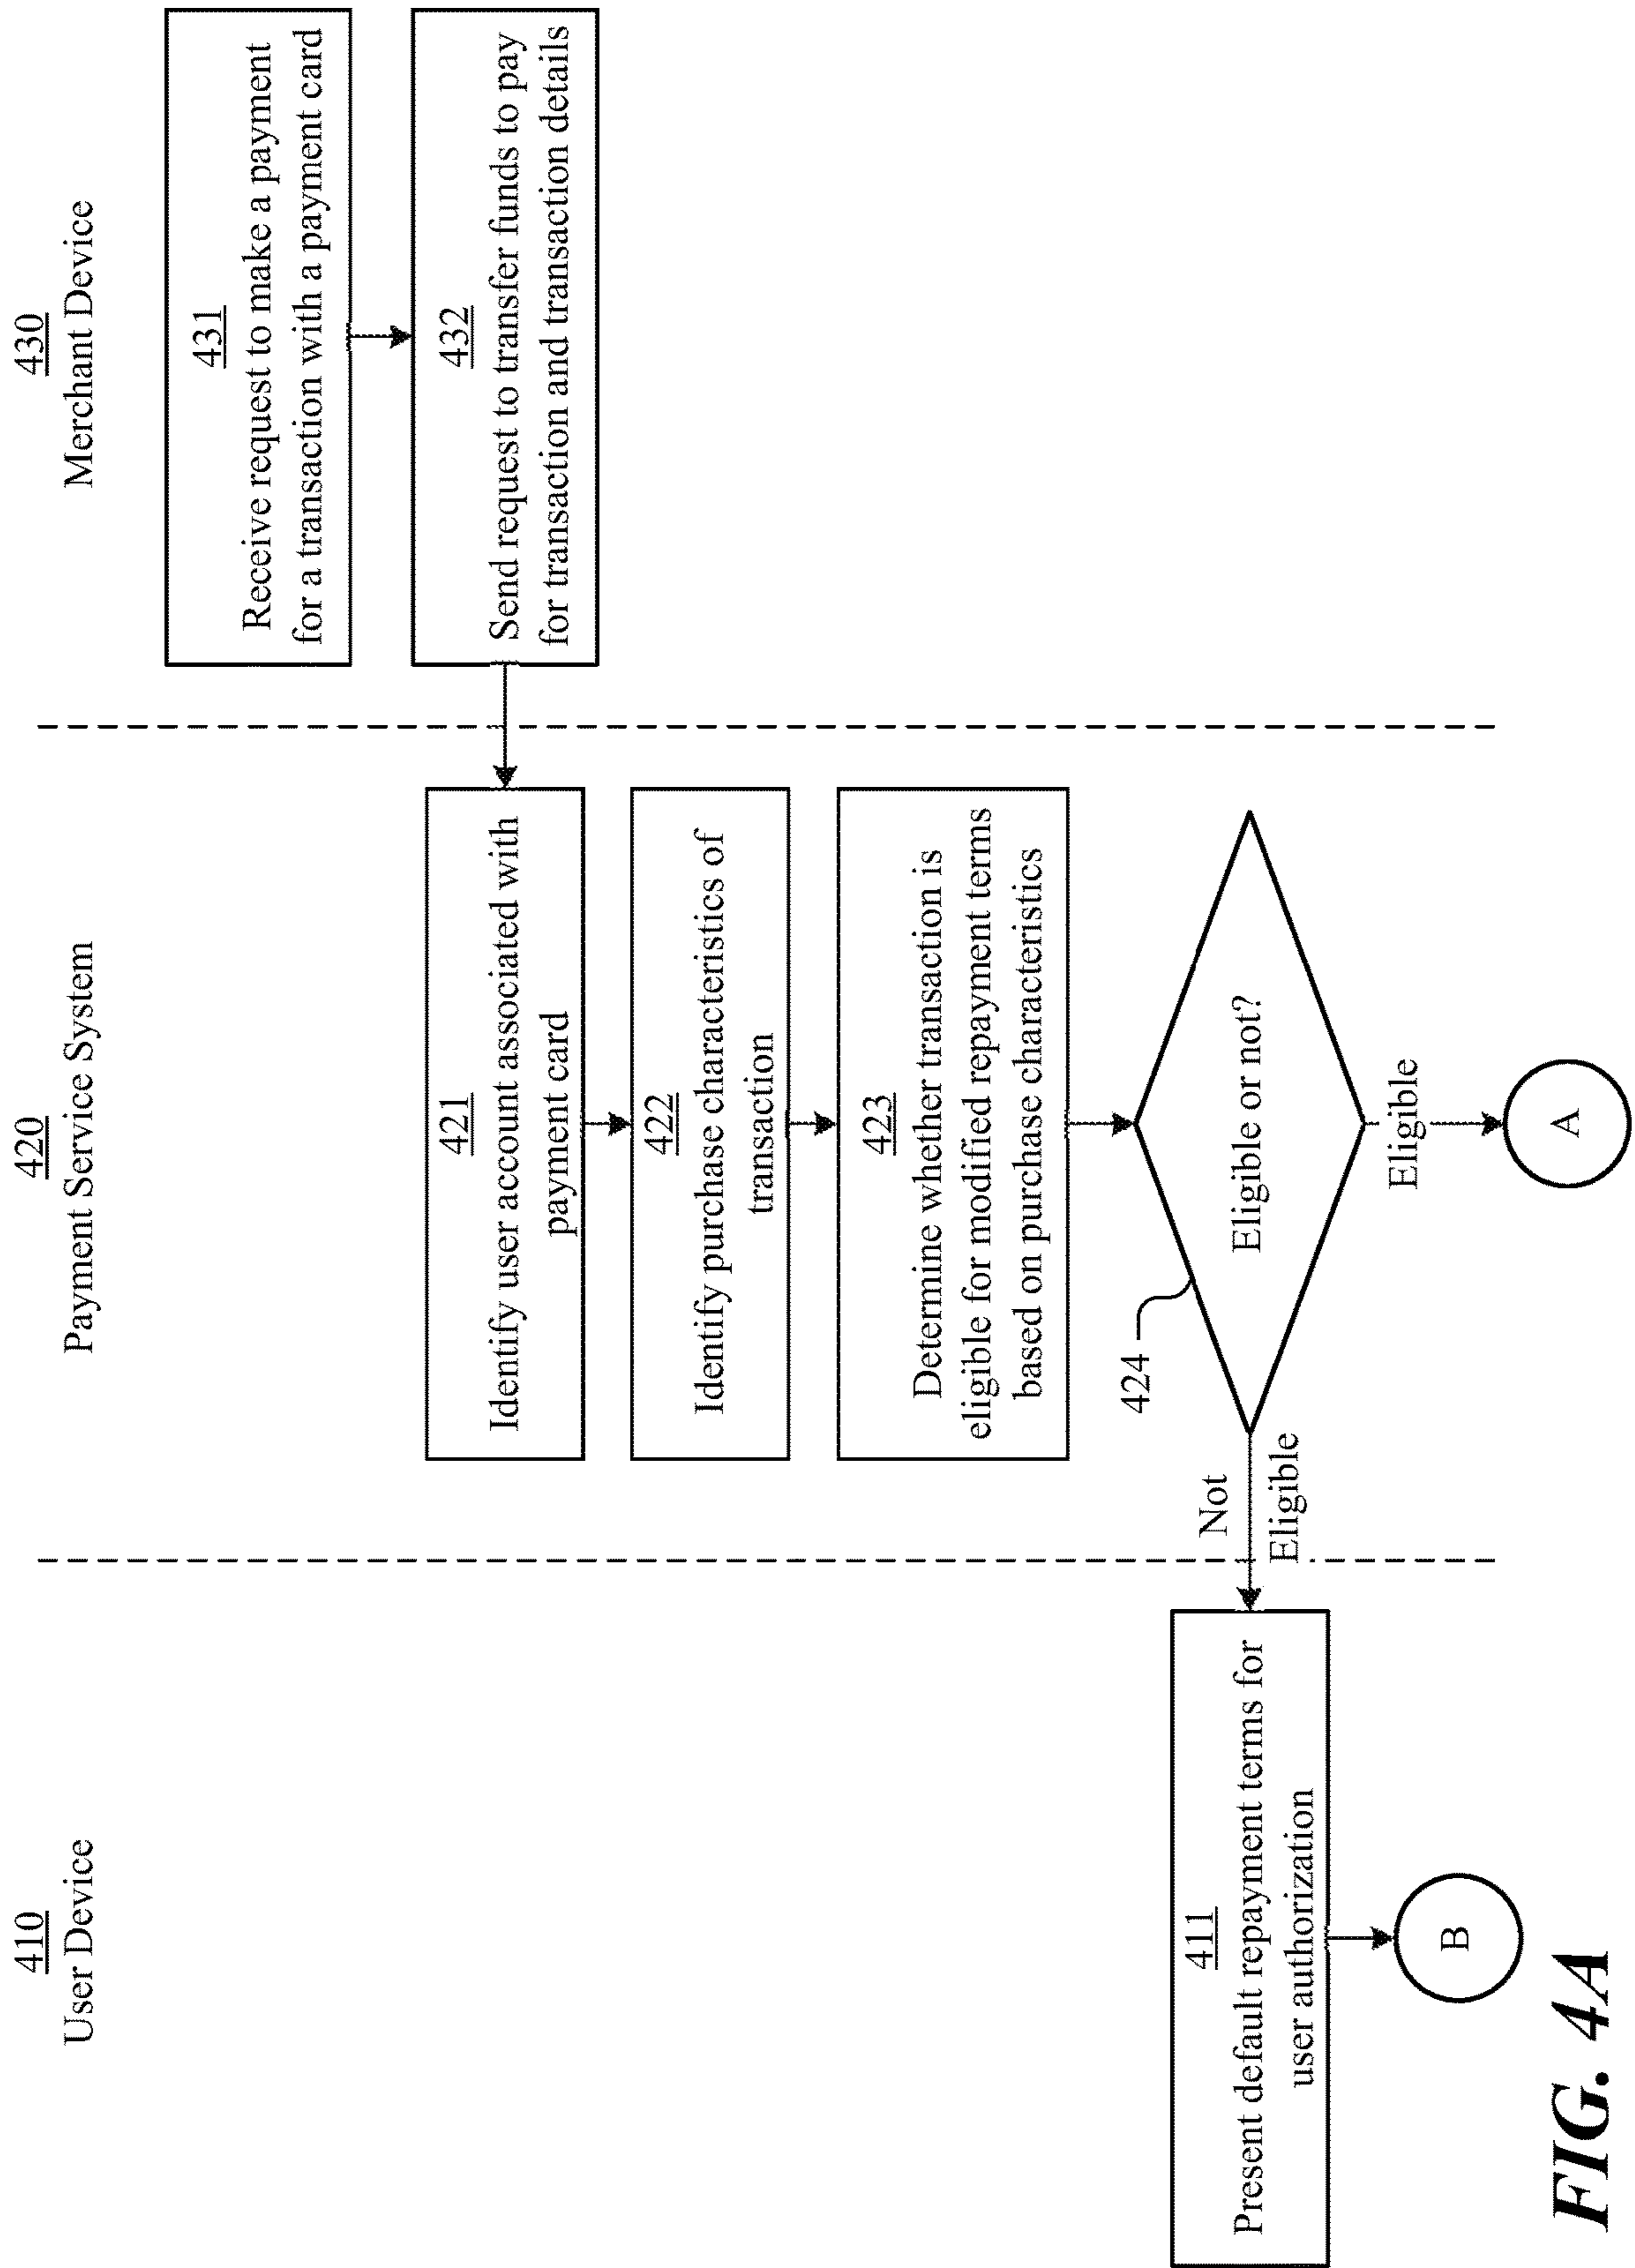 410
User Device
420
Payment Service System
430
Merchant Device
431
Receive request to make a payment
for a transaction with a payment card
432
Send request to transfer funds to pay
for transaction and transaction details
421
Identify user account associated with
payment card
422
Identify purchase characteristics of
transaction
423
Determine whether transaction is
eligible for modified repayment terms
based on purchase characteristics
424
Eligible or not?
Not
Eligible
Eligible
A
411
Present default repayment terms for
user authorization
B
FIG. 4A